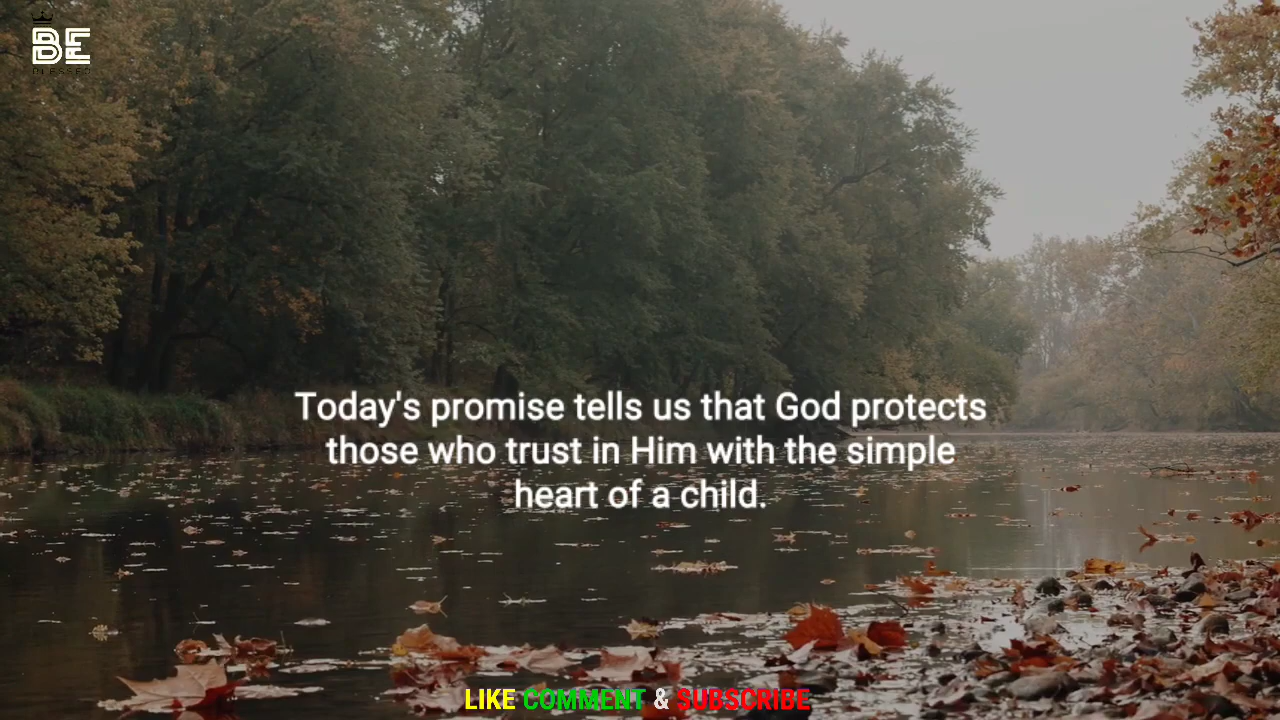 BE
BLESSED
Today's promise tells us that God protects
those who trust in Him with the simple
heart of a child.
LIKE COMMENT & SUBSCRIBE